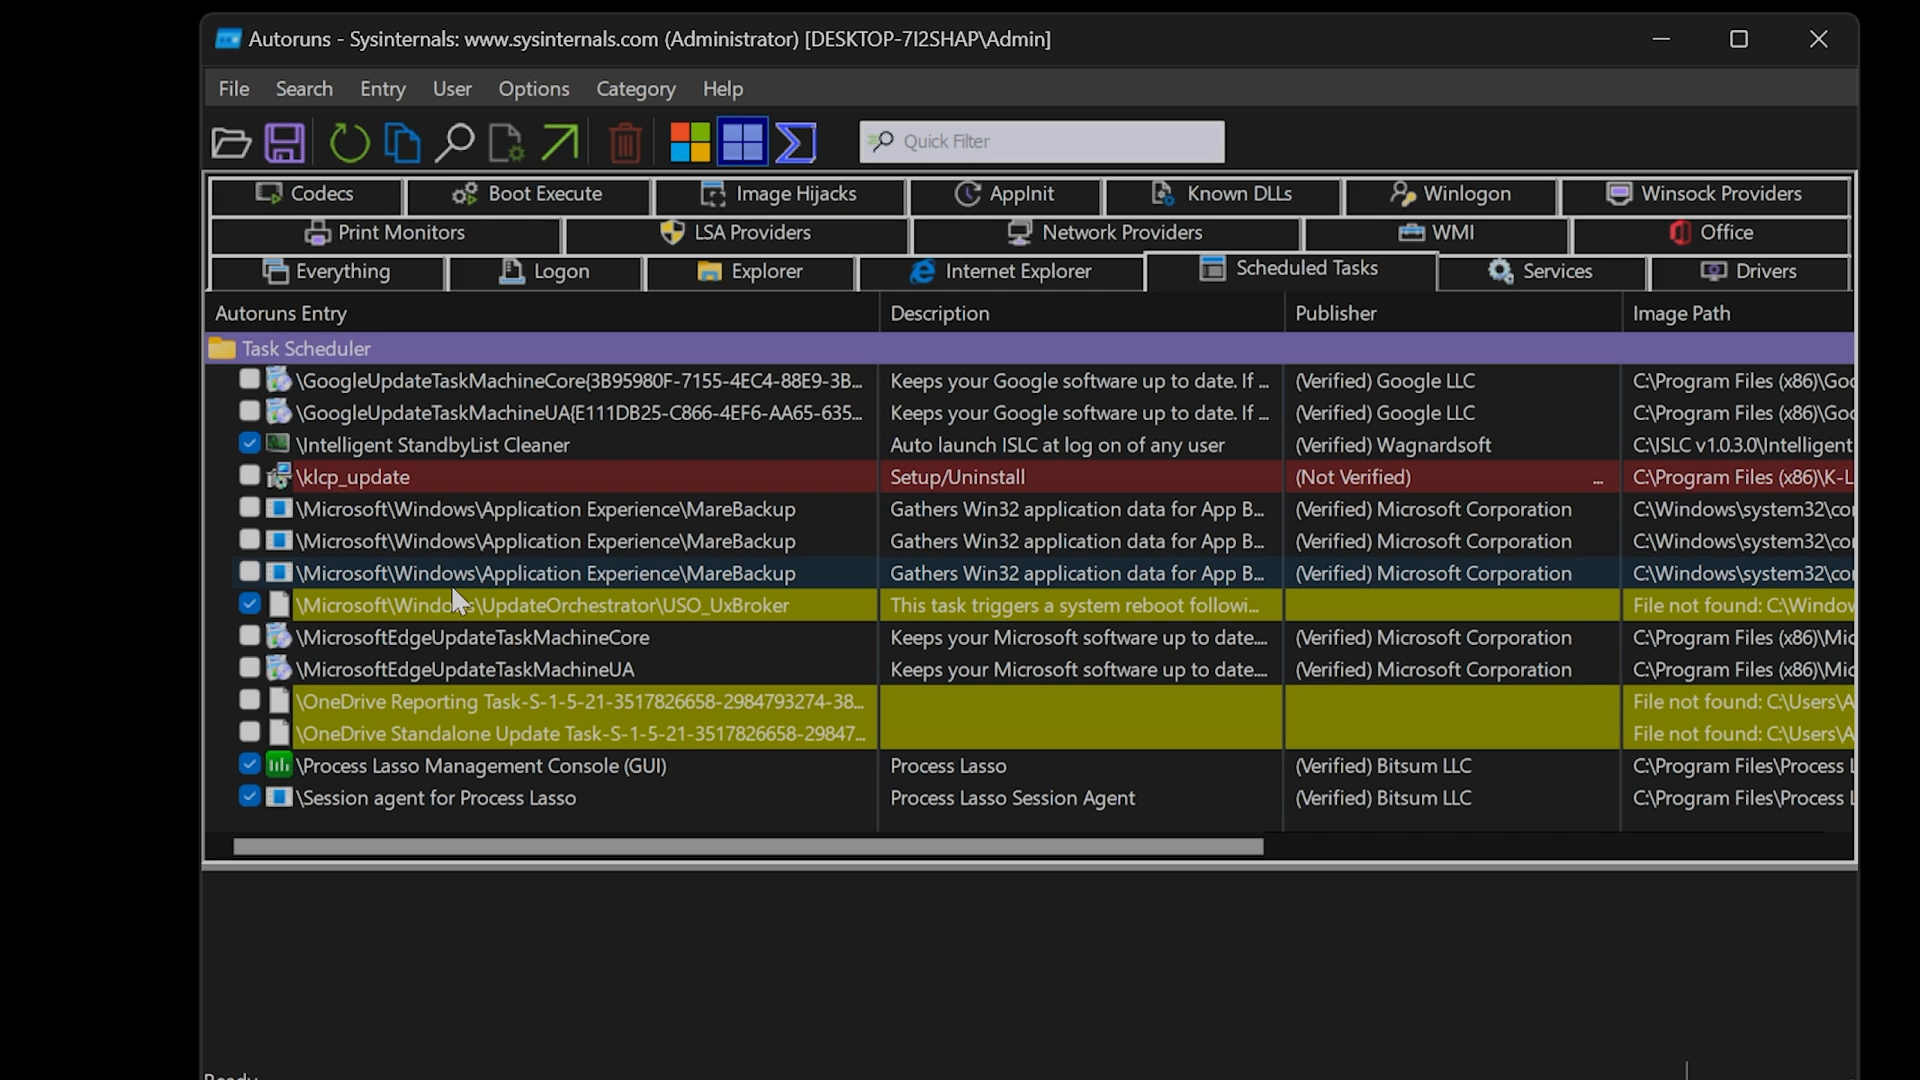 Autoruns - Sysinternals: www.sysinternals.com (Administrator) [DESKTOP-7I2SHAP\Admin]
File Search Entry User Options Category Help
Quick Filter
Codecs Boot Execute Image Hijacks AppInit Known DLLs Winlogon Winsock Providers
Print Monitors LSA Providers Network Providers WMI Office
Everything Logon Explorer Internet Explorer Scheduled Tasks Services Drivers
Autoruns Entry Description Publisher Image Path
Task Scheduler
\GoogleUpdateTaskMachineCore{3B95980F-7155-4EC4-88E9-3B... Keeps your Google software up to date. If ... (Verified) Google LLC C:\Program Files (x86)\Goo
\GoogleUpdateTaskMachineUA{E111DB25-C866-4EF6-AA65-635... Keeps your Google software up to date. If ... (Verified) Google LLC C:\Program Files (x86)\Goo
\Intelligent StandbyList Cleaner Auto launch ISLC at log on of any user (Verified) Wagnardsoft C:\ISLC v1.0.3.0\Intelligent
\klcp_update Setup/Uninstall (Not Verified) ... C:\Program Files (x86)\K-L
\Microsoft\Windows\Application Experience\MareBackup Gathers Win32 application data for App B... (Verified) Microsoft Corporation C:\Windows\system32\co
\Microsoft\Windows\Application Experience\MareBackup Gathers Win32 application data for App B... (Verified) Microsoft Corporation C:\Windows\system32\co
\Microsoft\Windows\Application Experience\MareBackup Gathers Win32 application data for App B... (Verified) Microsoft Corporation C:\Windows\system32\co
\Microsoft\Windows\UpdateOrchestrator\USO_UxBroker This task triggers a system reboot followi... File not found: C:\Window
\MicrosoftEdgeUpdateTaskMachineCore Keeps your Microsoft software up to date.... (Verified) Microsoft Corporation C:\Program Files (x86)\Mic
\MicrosoftEdgeUpdateTaskMachineUA Keeps your Microsoft software up to date.... (Verified) Microsoft Corporation C:\Program Files (x86)\Mic
\OneDrive Reporting Task-S-1-5-21-3517826658-2984793274-38... File not found: C:\Users\A
\OneDrive Standalone Update Task-S-1-5-21-3517826658-29847... File not found: C:\Users\A
\Process Lasso Management Console (GUI) Process Lasso (Verified) Bitsum LLC C:\Program Files\Process L
\Session agent for Process Lasso Process Lasso Session Agent (Verified) Bitsum LLC C:\Program Files\Process L
Ready